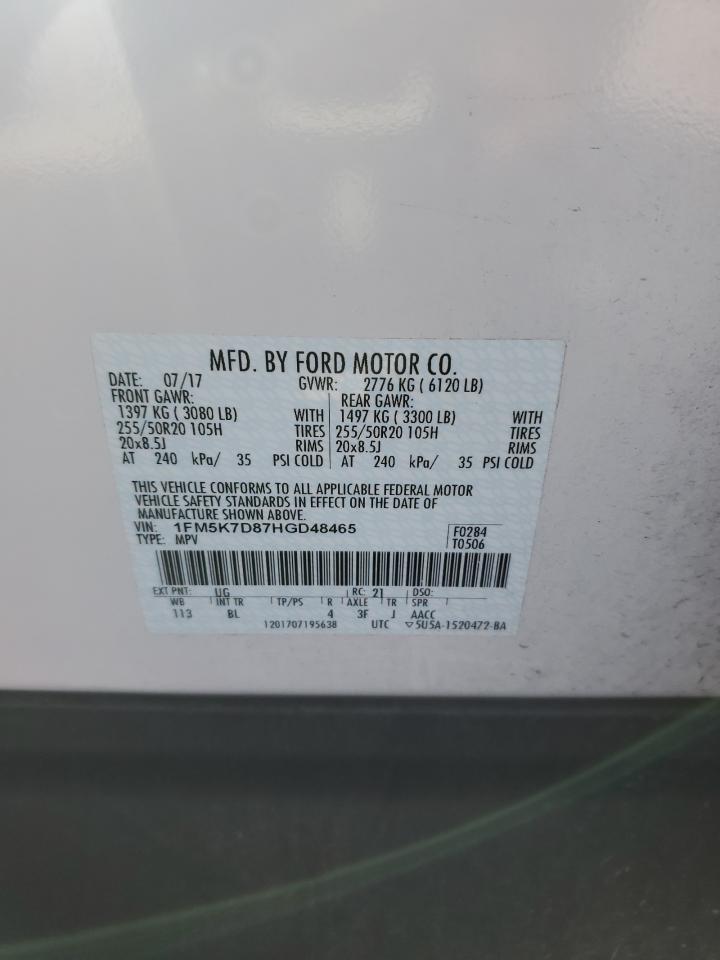 MFD. BY FORD MOTOR CO.
DATE: 07/17 GVWR: 2776 KG ( 6120 LB)
FRONT GAWR: REAR GAWR:
1397 KG ( 3080 LB) WITH 1497 KG ( 3300 LB) WITH
255/50R20 105H TIRES 255/50R20 105H TIRES
20x8.5J RIMS 20x8.5J RIMS
AT 240 kPa/ 35 PSI COLD AT 240 kPa/ 35 PSI COLD
THIS VEHICLE CONFORMS TO ALL APPLICABLE FEDERAL MOTOR
VEHICLE SAFETY STANDARDS IN EFFECT ON THE DATE OF
MANUFACTURE SHOWN ABOVE.
VIN: 1FM5K7D87HGD48465 F0284
TYPE: MPV T0506
EXT PNT: UG RC: 21 DSO:
WB INT TR TP/PS R AXLE TR SPR
113 BL 4 3F J AACC
1201707195638 UTC ▽5U5A-1520472-BA